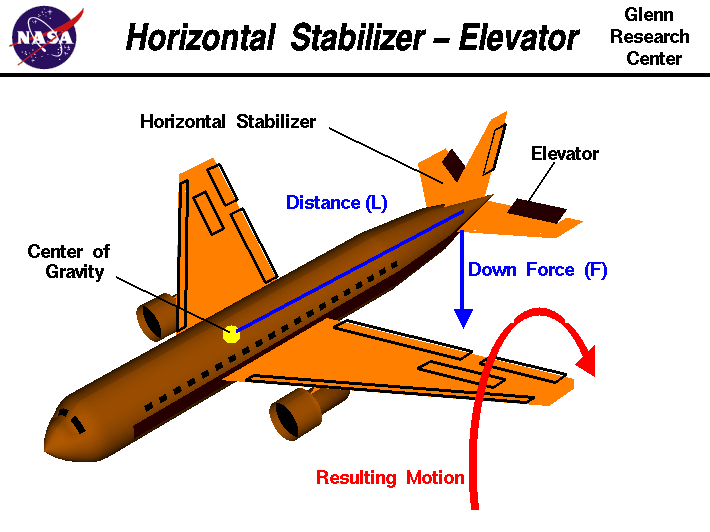 NASA
Horizontal Stabilizer – Elevator
Glenn
Research
Center
Horizontal Stabilizer
Elevator
Distance (L)
Center of
Gravity
Down Force (F)
Resulting Motion